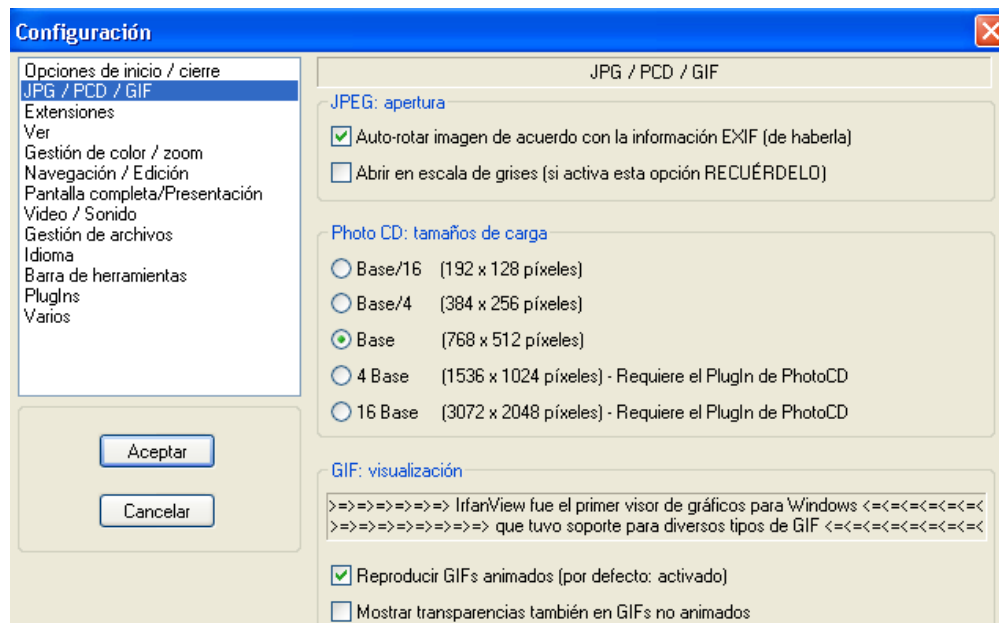 Configuración
Opciones de inicio / cierre
JPG / PCD / GIF
Extensiones
Ver
Gestión de color / zoom
Navegación / Edición
Pantalla completa/Presentación
Video / Sonido
Gestión de archivos
Idioma
Barra de herramientas
PlugIns
Varios
Aceptar
Cancelar
JPG / PCD / GIF
JPEG: apertura
Auto-rotar imagen de acuerdo con la información EXIF (de haberla)
Abrir en escala de grises (si activa esta opción RECUÉRDELO)
Photo CD: tamaños de carga
Base/16 (192 x 128 píxeles)
Base/4 (384 x 256 píxeles)
Base (768 x 512 píxeles)
4 Base (1536 x 1024 píxeles) - Requiere el PlugIn de PhotoCD
16 Base (3072 x 2048 píxeles) - Requiere el PlugIn de PhotoCD
GIF: visualización
>=>=>=>=>=>=> IrfanView fue el primer visor de gráficos para Windows <=<=<=<=<=<=<
>=>=>=>=>=>=>=>=> que tuvo soporte para diversos tipos de GIF <=<=<=<=<=<=<=<=<
Reproducir GIFs animados (por defecto: activado)
Mostrar transparencias también en GIFs no animados